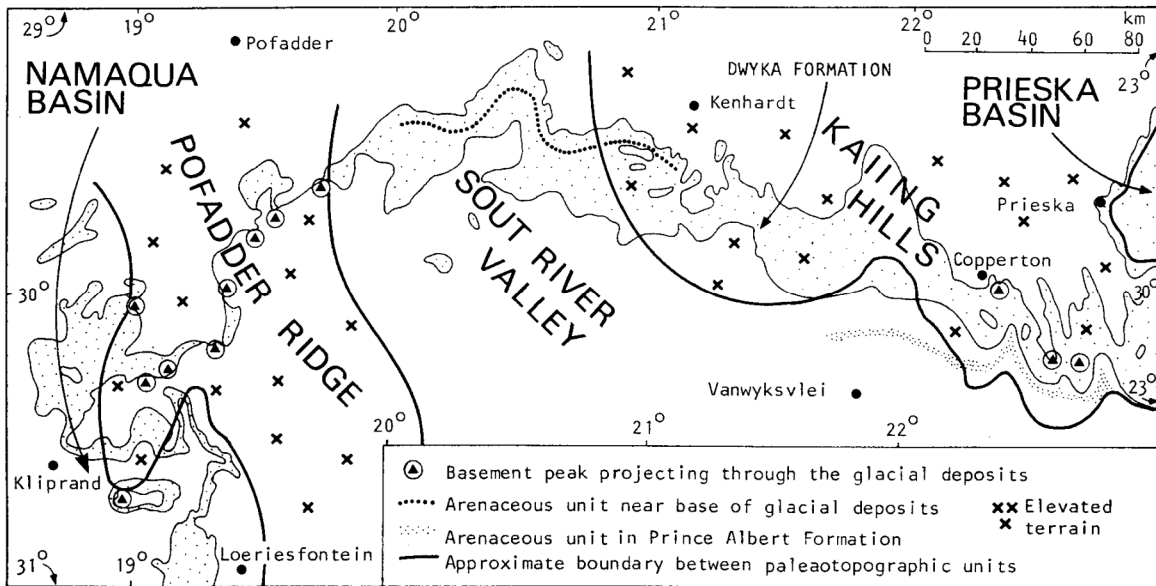 29°
19°
20°
21°
22°
km
0 20 40 60 80
Pofadder
NAMAQUA
BASIN
DWYKA FORMATION
Kenhardt
PRIESKA
BASIN
23°
POFADDER
RIDGE
SOUT RIVER
VALLEY
KAIING
HILLS
Prieska
Copperton
30°
30°
Vanwyksvlei
23°
20°
21°
22°
Kliprand
Loeriesfontein
31°
19°
Basement peak projecting through the glacial deposits
Arenaceous unit near base of glacial deposits
Arenaceous unit in Prince Albert Formation
Approximate boundary between palaeotopographic units
Elevated
terrain